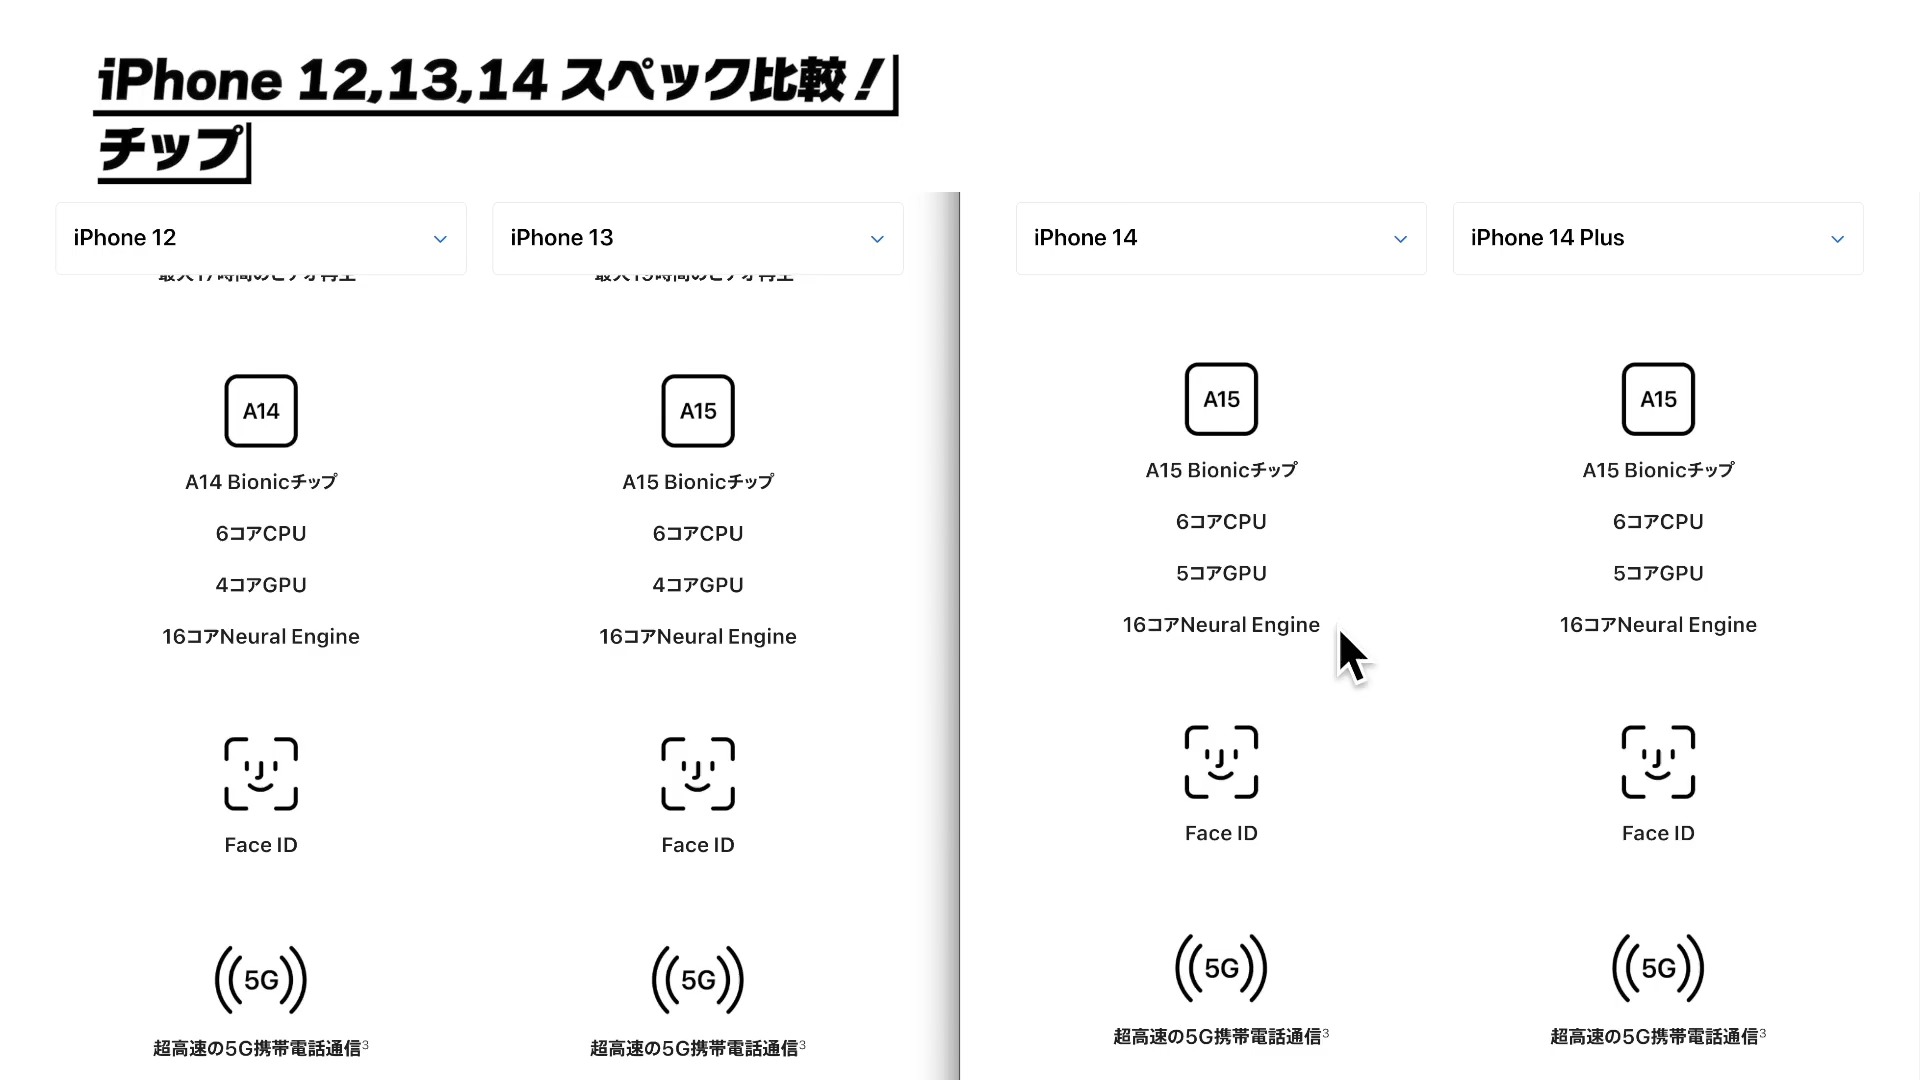 iPhone 12,13,14 スペック比較！
チップ
iPhone 12
iPhone 13
iPhone 14
iPhone 14 Plus
A14
A14 Bionicチップ
6コアCPU
4コアGPU
16コアNeural Engine
Face ID
5G
超高速の5G携帯電話通信3
A15
A15 Bionicチップ
6コアCPU
4コアGPU
16コアNeural Engine
Face ID
5G
超高速の5G携帯電話通信3
A15
A15 Bionicチップ
6コアCPU
5コアGPU
16コアNeural Engine
Face ID
5G
超高速の5G携帯電話通信3
A15
A15 Bionicチップ
6コアCPU
5コアGPU
16コアNeural Engine
Face ID
5G
超高速の5G携帯電話通信3